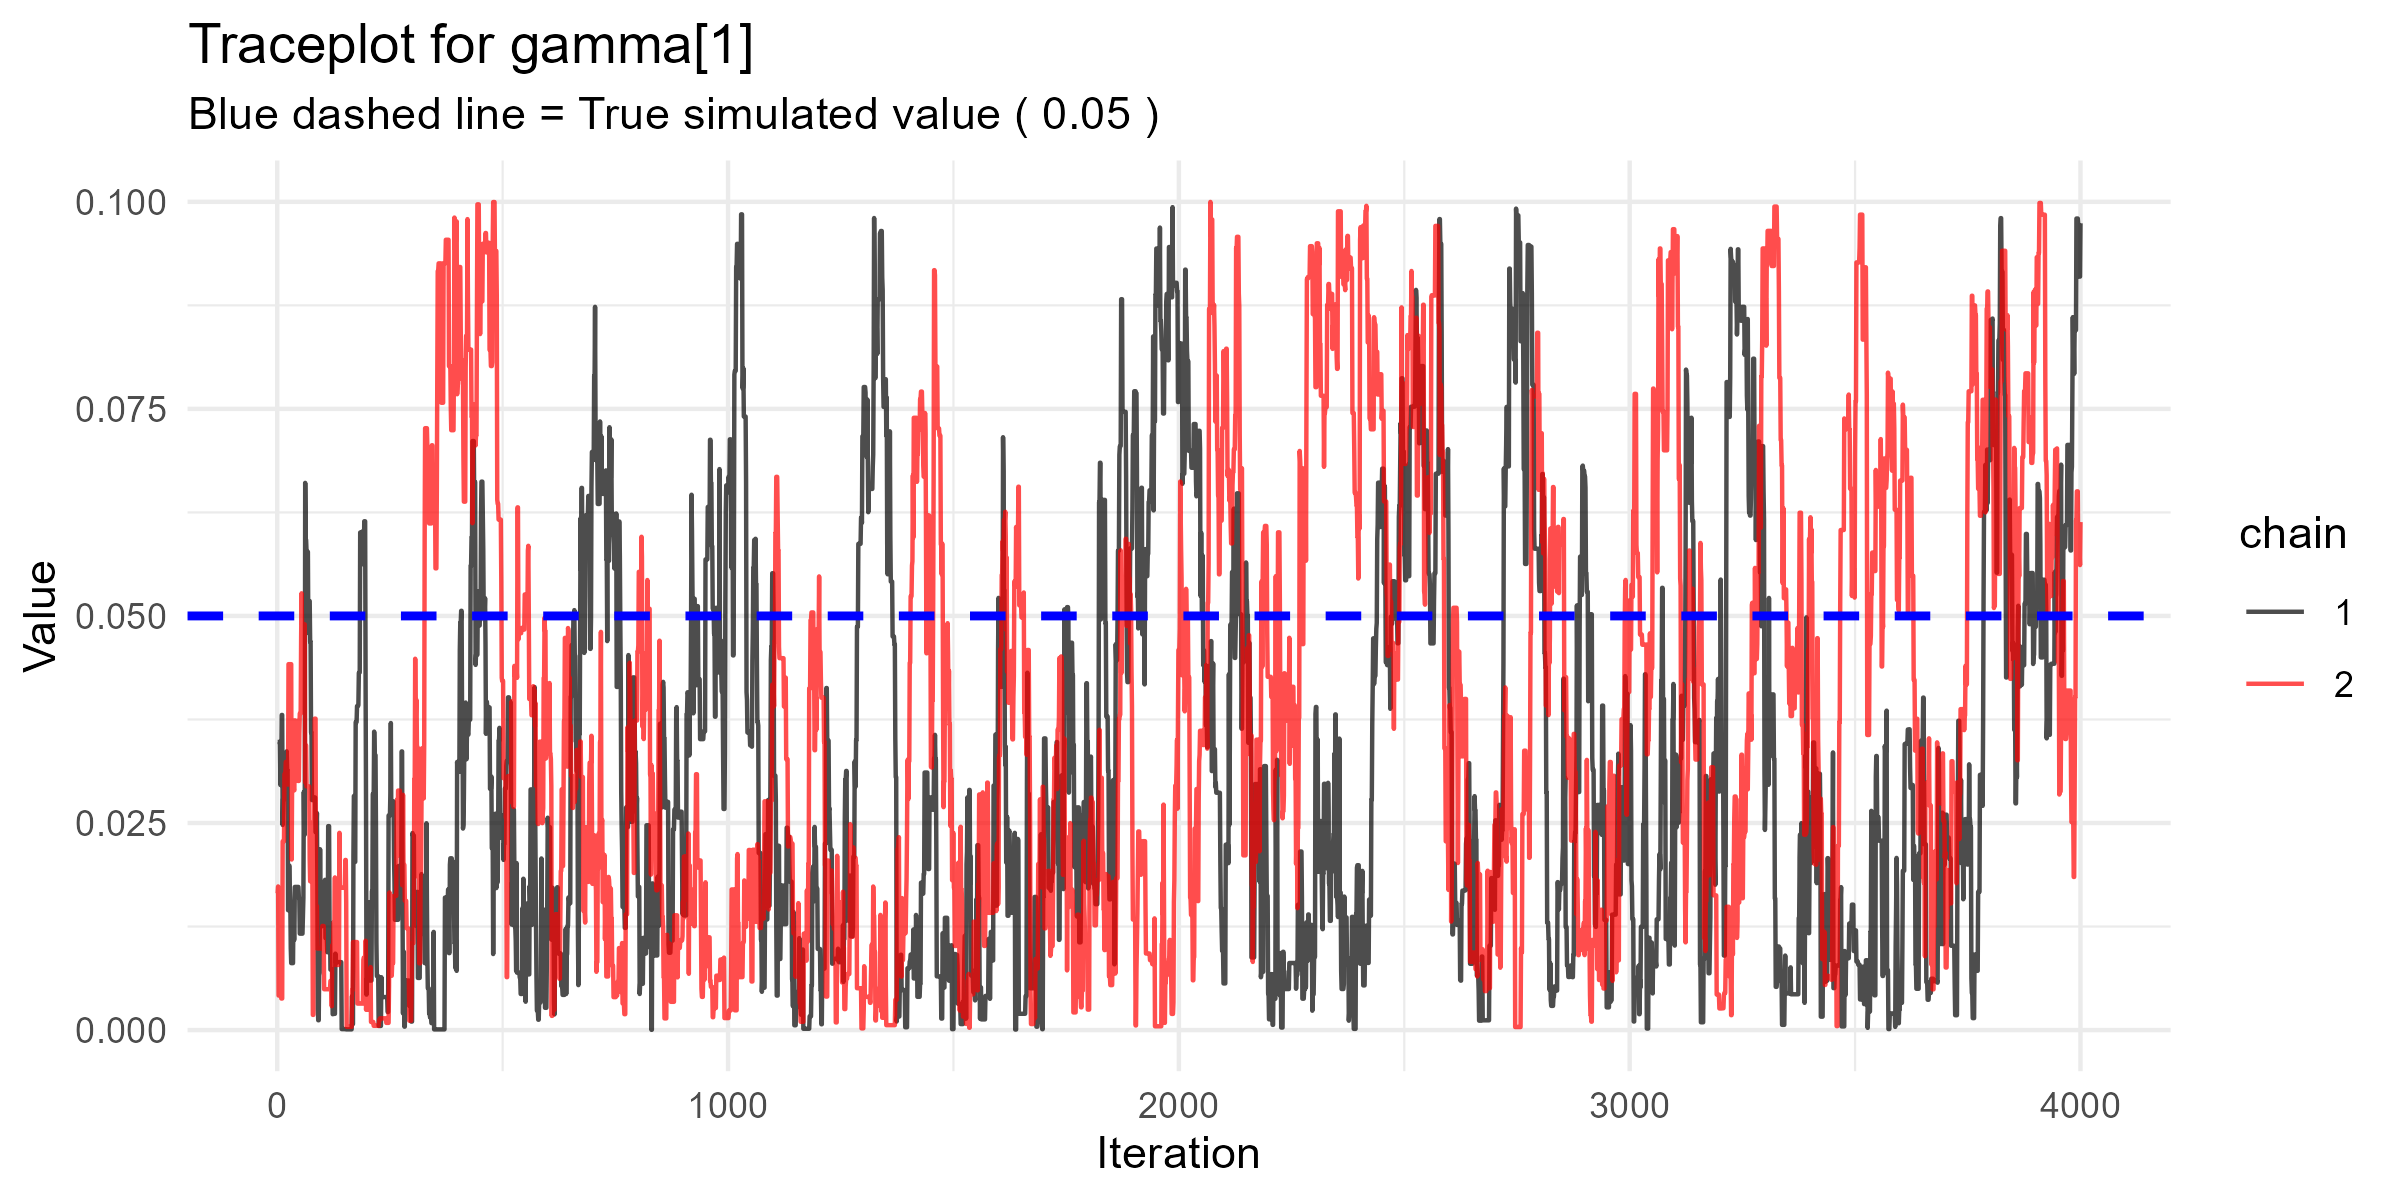 Traceplot for gamma[1]
Blue dashed line = True simulated value ( 0.05 )
Value
0.100
0.075
0.050
0.025
0.000
0
1000
2000
3000
4000
Iteration
chain
1
2